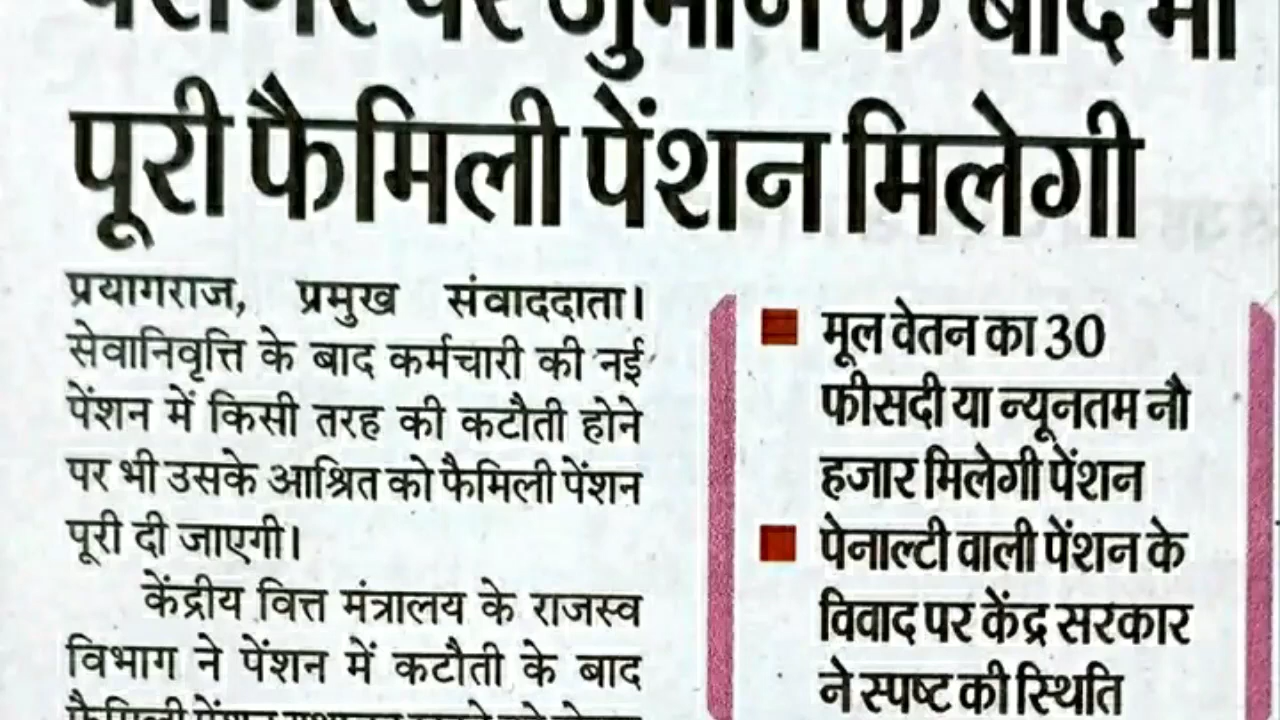 पर जुर्माने के बाद भी
पूरी फैमिली पेंशन मिलेगी
प्रयागराज, प्रमुख संवाददाता।
सेवानिवृत्ति के बाद कर्मचारी की नई
पेंशन में किसी तरह की कटौती होने
पर भी उसके आश्रित को फैमिली पेंशन
पूरी दी जाएगी।
केंद्रीय वित्त मंत्रालय के राजस्व
विभाग ने पेंशन में कटौती के बाद
मूल वेतन का 30
फीसदी या न्यूनतम नौ
हजार मिलेगी पेंशन
पेनाल्टी वाली पेंशन के
विवाद पर केंद्र सरकार
ने स्पष्ट की स्थिति